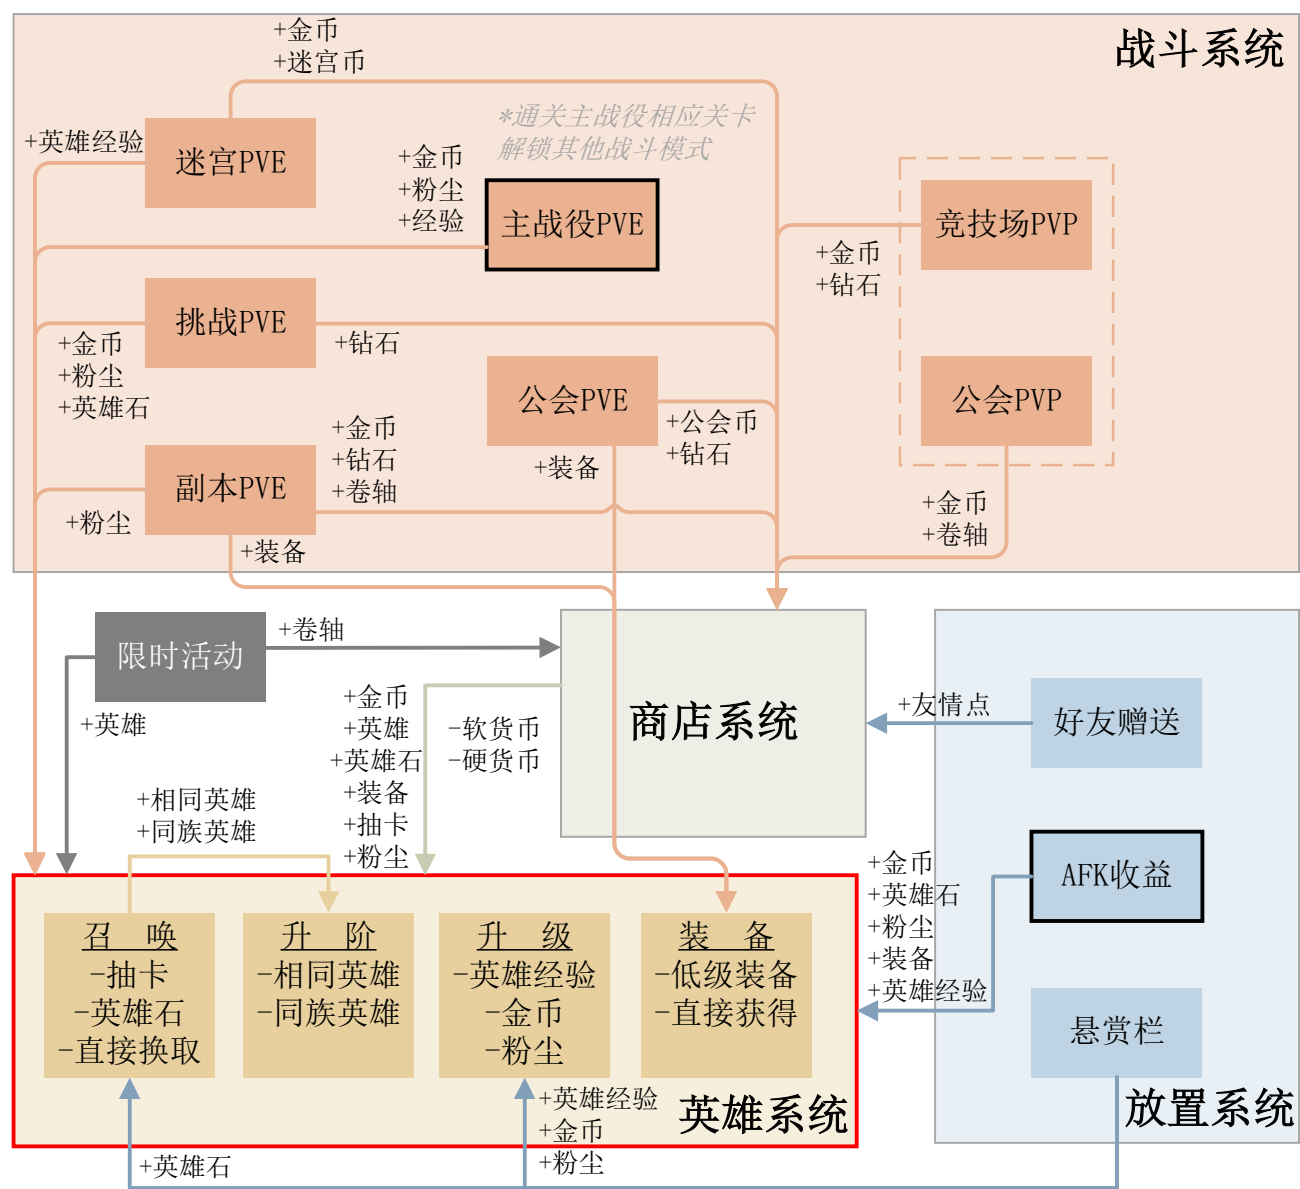 +金币
+迷宫币
战斗系统
*通关主战役相应关卡
解锁其他战斗模式
+英雄经验
迷宫PVE
+金币
+粉尘
+经验
主战役PVE
竞技场PVP
+金币
+钻石
挑战PVE
+钻石
+金币
+粉尘
+英雄石
公会PVE
+公会币
+钻石
公会PVP
+金币
+钻石
+卷轴
+装备
副本PVE
+粉尘
+装备
+金币
+卷轴
限时活动
+卷轴
+英雄
+金币
+英雄
+英雄石
+装备
+抽卡
+粉尘
-软货币
-硬货币
商店系统
+友情点
好友赠送
+相同英雄
+同族英雄
+金币
+英雄石
+粉尘
+装备
+英雄经验
AFK收益
召 唤
-抽卡
-英雄石
-直接换取
升 阶
-相同英雄
-同族英雄
升 级
-英雄经验
-金币
-粉尘
装 备
-低级装备
-直接获得
悬赏栏
英雄系统
放置系统
+英雄石
+英雄经验
+金币
+粉尘